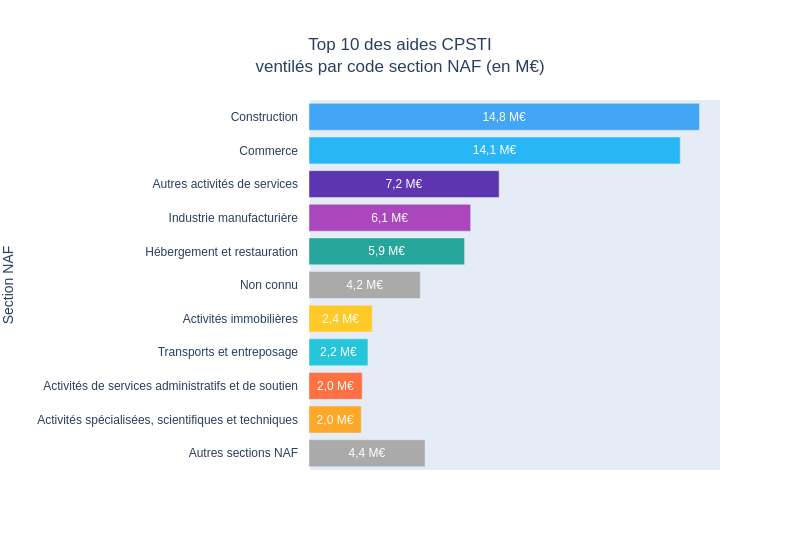 Top 10 des aides CPSTI
ventilés par code section NAF (en M€)
Section NAF
Construction 14,8 M€
Commerce 14,1 M€
Autres activités de services 7,2 M€
Industrie manufacturière 6,1 M€
Hébergement et restauration 5,9 M€
Non connu 4,2 M€
Activités immobilières 2,4 M€
Transports et entreposage 2,2 M€
Activités de services administratifs et de soutien 2,0 M€
Activités spécialisées, scientifiques et techniques 2,0 M€
Autres sections NAF 4,4 M€